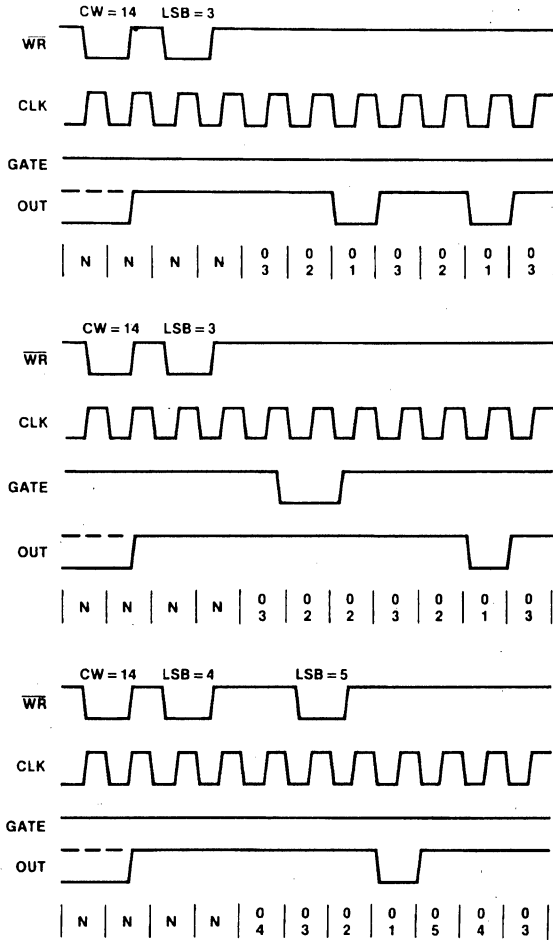 CW = 14 LSB = 3
WR
CLK
GATE
OUT
| N | N | N | N | 0 | 0 | 0 | 0 | 0 | 0 | 0 |
3 2 1 3 2 1 3
CW = 14 LSB = 3
WR
CLK
GATE
OUT
| N | N | N | N | 0 | 0 | 0 | 0 | 0 | 0 | 0 |
3 2 2 3 2 1 3
CW = 14 LSB = 4 LSB = 5
WR
CLK
GATE
OUT
| N | N | N | N | 0 | 0 | 0 | 0 | 0 | 0 | 0 |
4 3 2 1 5 4 3